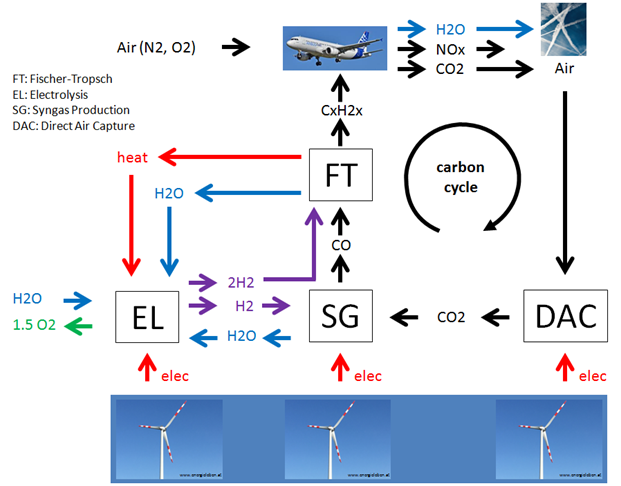 H2O
Air (N2, O2)
NOx
CO2
Air
FT: Fischer-Tropsch
EL: Electrolysis
SG: Syngas Production
DAC: Direct Air Capture
CxH2x
heat
FT
carbon
cycle
H2O
CO
2H2
H2O
H2
EL
SG
CO2
DAC
1.5 O2
H2O
elec
elec
elec